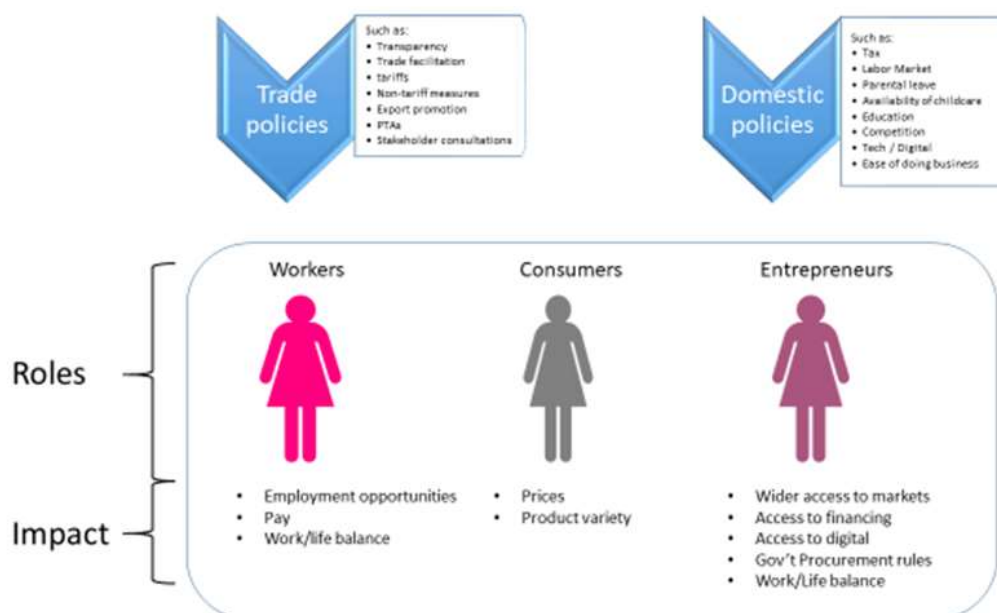 Trade
policies
Such as:
• Transparency
• Trade facilitation
• tariffs
• Non-tariff measures
• Export promotion
• PTAs
• Stakeholder consultations
Domestic
policies
Such as:
• Tax
• Labor Market
• Parental leave
• Availability of childcare
• Education
• Competition
• Tech / Digital
• Ease of doing business
Roles
Workers
Consumers
Entrepreneurs
Impact
• Employment opportunities
• Pay
• Work/life balance
• Prices
• Product variety
• Wider access to markets
• Access to financing
• Access to digital
• Gov't Procurement rules
• Work/Life balance